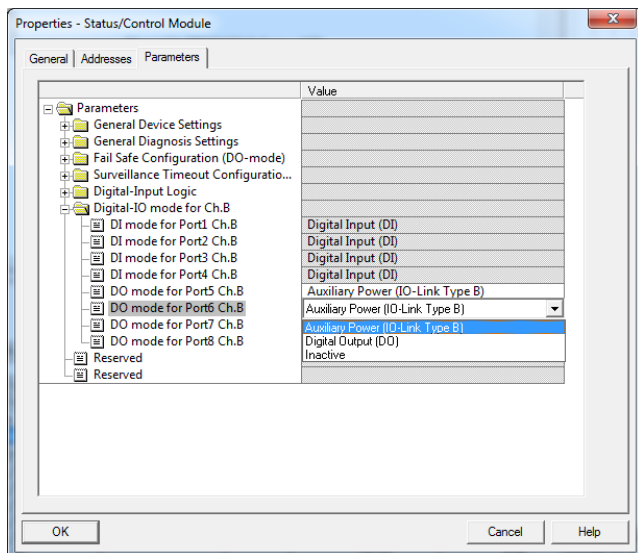 Properties - Status/Control Module
General Addresses Parameters
Value
Parameters
General Device Settings
General Diagnosis Settings
Fail Safe Configuration (DO-mode)
Surveillance Timeout Configuratio...
Digital-Input Logic
Digital-IO mode for Ch.B
DI mode for Port1 Ch.B Digital Input (DI)
DI mode for Port2 Ch.B Digital Input (DI)
DI mode for Port3 Ch.B Digital Input (DI)
DI mode for Port4 Ch.B Digital Input (DI)
DO mode for Port5 Ch.B Auxiliary Power (IO-Link Type B)
DO mode for Port6 Ch.B Auxiliary Power (IO-Link Type B)
DO mode for Port7 Ch.B Auxiliary Power (IO-Link Type B)
DO mode for Port8 Ch.B Digital Output (DO)
Reserved Inactive
Reserved
OK Cancel Help